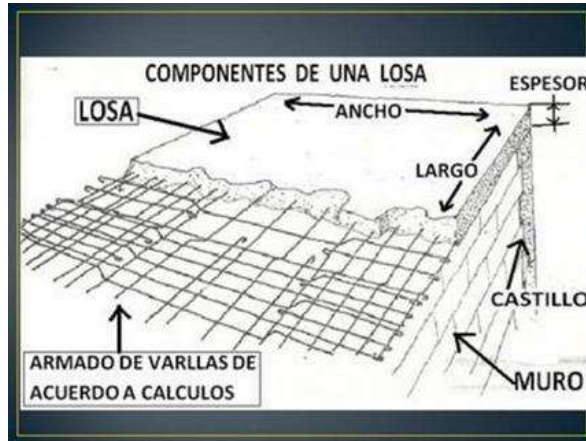 COMPONENTES DE UNA LOSA
ESPESOR
LOSA
ANCHO
LARGO
CASTILLO
ARMADO DE VARLLAS DE
ACUERDO A CALCULOS
MURO